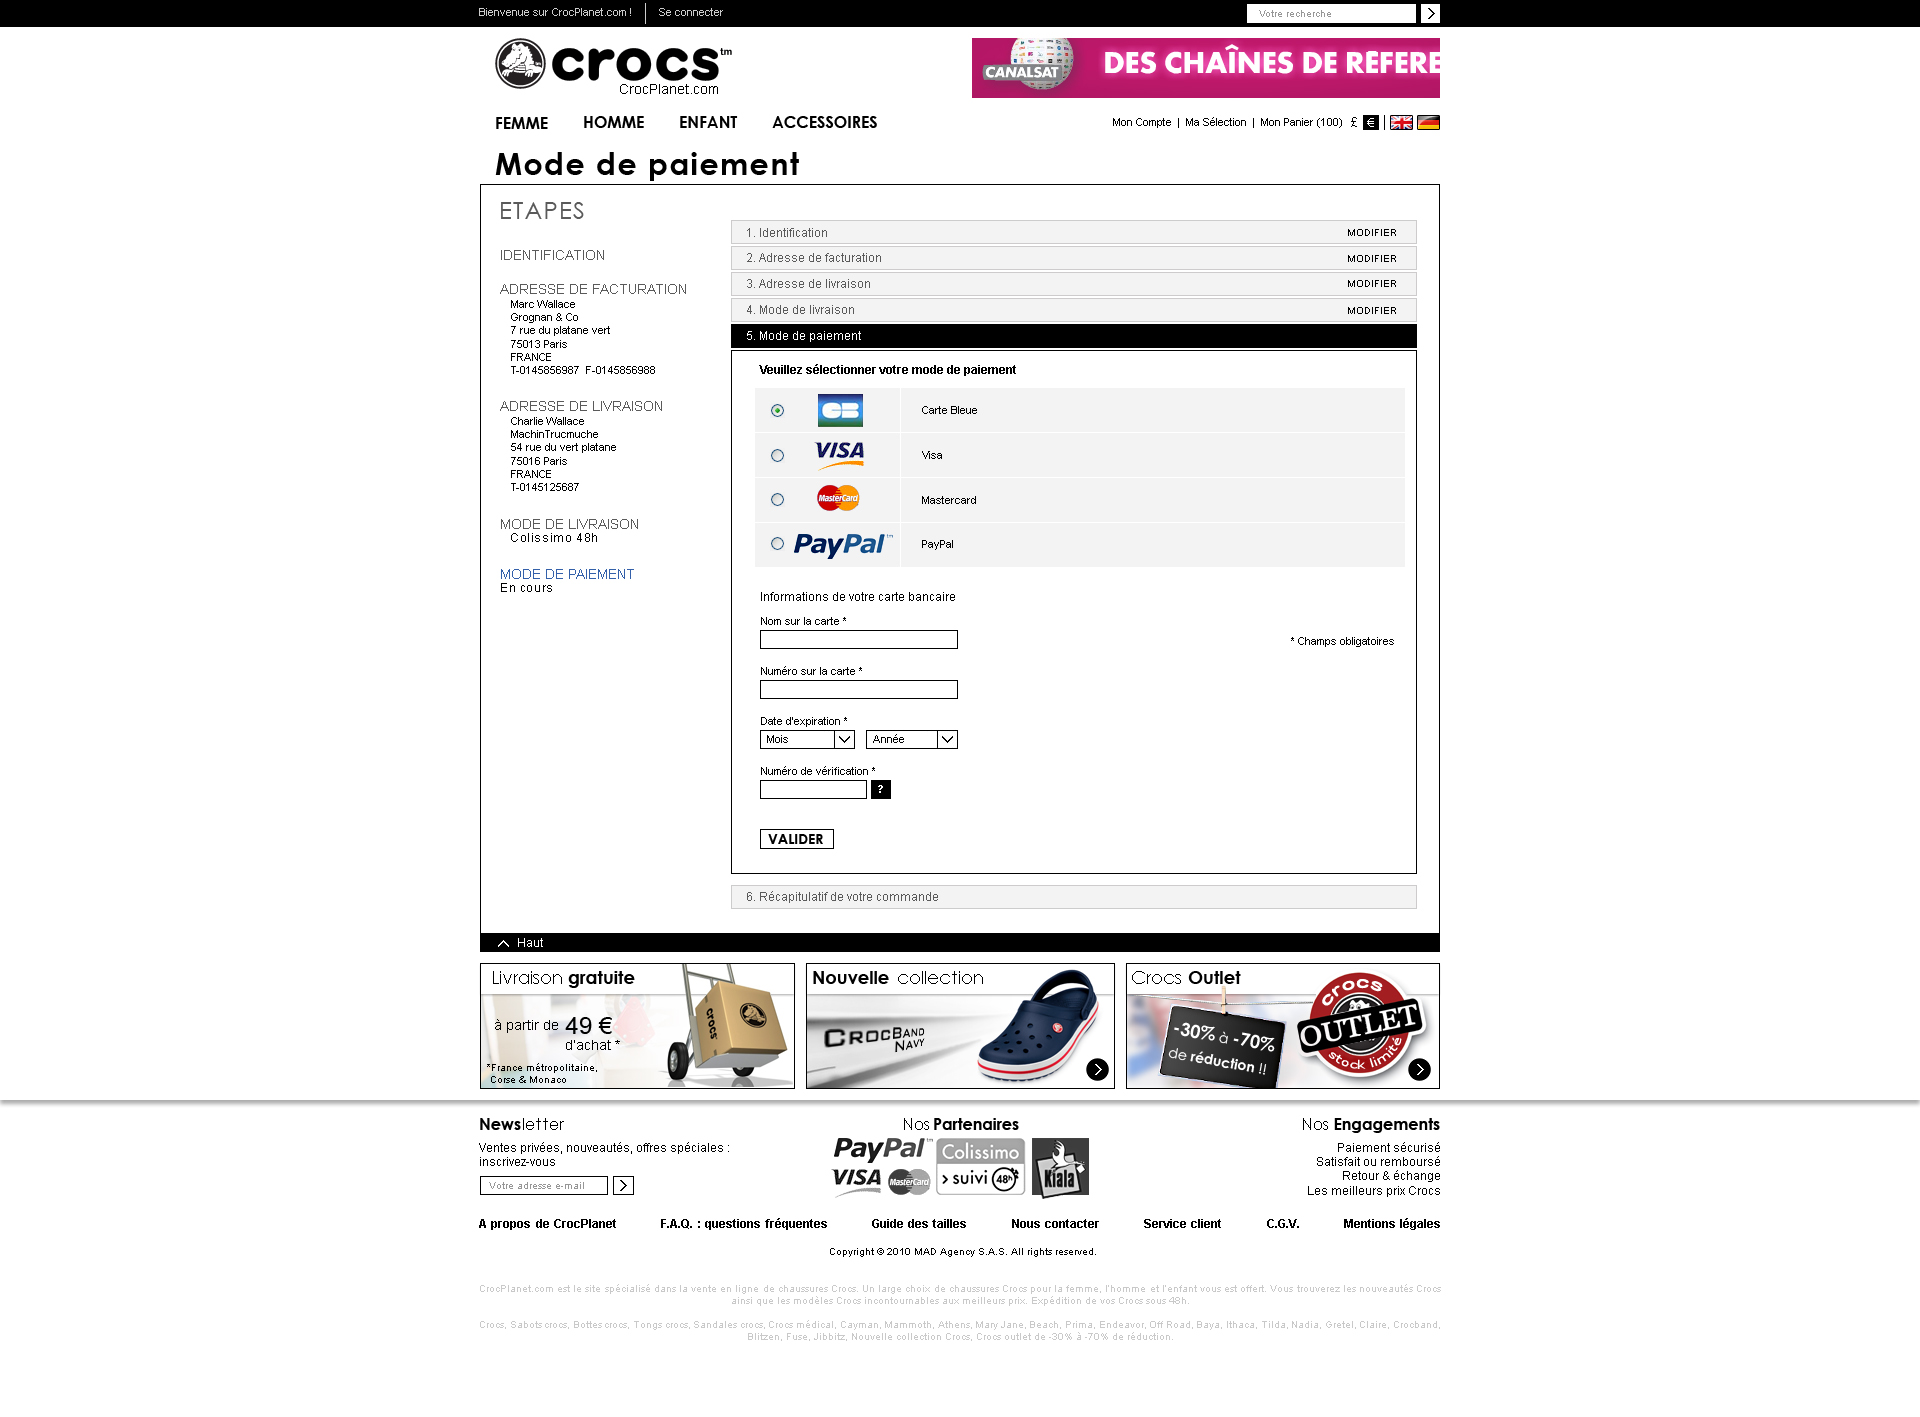 Bienvenue sur CrocPlanet.com !
Se connecter
Votre recherche
crocs™
CrocPlanet.com
CANALSAT
DES CHAÎNES DE RÉFÉRE
FEMME HOMME ENFANT ACCESSOIRES
Mon Compte | Ma Sélection | Mon Panier (100) £ € |
Mode de paiement
ETAPES
IDENTIFICATION
ADRESSE DE FACTURATION
Marc Wallace
Grognan & Co
7 rue du platane vert
75013 Paris
FRANCE
T-0145856987 F-0145856988
ADRESSE DE LIVRAISON
Charlie Wallace
MachinTrucmuche
54 rue du vert platane
75016 Paris
FRANCE
T-0145125687
MODE DE LIVRAISON
Colissimo 48h
MODE DE PAIEMENT
En cours
1. Identification MODIFIER
2. Adresse de facturation MODIFIER
3. Adresse de livraison MODIFIER
4. Mode de livraison MODIFIER
5. Mode de paiement
Veuillez sélectionner votre mode de paiement
CB Carte Bleue
VISA Visa
MasterCard Mastercard
PayPal™ PayPal
Informations de votre carte bancaire
Nom sur la carte *
* Champs obligatoires
Numéro sur la carte *
Date d'expiration *
Mois Année
Numéro de vérification *
?
VALIDER
6. Récapitulatif de votre commande
Haut
Livraison gratuite
à partir de 49 €
d'achat *
*France métropolitaine,
Corse & Monaco
crocs
Nouvelle collection
CROCBAND
NAVY
Crocs Outlet
-30% à -70%
de réduction !!
crocs
OUTLET
stock limité
Newsletter
Ventes privées, nouveautés, offres spéciales :
inscrivez-vous
Votre adresse e-mail
Nos Partenaires
PayPal™
VISA MasterCard
Colissimo
suivi 48h
Kiala
Nos Engagements
Paiement sécurisé
Satisfait ou remboursé
Retour & échange
Les meilleurs prix Crocs
A propos de CrocPlanet F.A.Q. : questions fréquentes Guide des tailles Nous contacter Service client C.G.V. Mentions légales
Copyright © 2010 MAD Agency S.A.S. All rights reserved.
CrocPlanet.com est le site spécialisé dans la vente en ligne de chaussures Crocs. Un large choix de chaussures Crocs pour la femme, l'homme et l'enfant vous est offert. Vous trouverez les nouveautés Crocs
ainsi que les modèles Crocs incontournables aux meilleurs prix. Expédition de vos Crocs sous 48h.
Crocs, Sabots crocs, Bottes crocs, Tongs crocs, Sandales crocs, Crocs médical, Cayman, Mammoth, Athens, Mary Jane, Beach, Prima, Endeavor, Off Road, Baya, Ithaca, Tilda, Nadia, Gretel, Claire, Crocband,
Blitzen, Fuse, Jibbitz, Nouvelle collection Crocs, Crocs outlet de -30% à -70% de réduction.